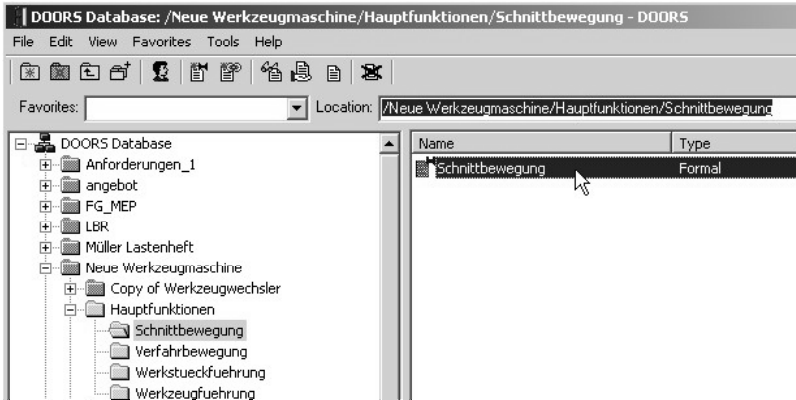 DOORS Database: /Neue Werkzeugmaschine/Hauptfunktionen/Schnittbewegung - DOORS
File Edit View Favorites Tools Help
Favorites: Location: /Neue Werkzeugmaschine/Hauptfunktionen/Schnittbewegung
DOORS Database
Anforderungen_1
angebot
FG_MEP
LBR
Müller Lastenheft
Neue Werkzeugmaschine
Copy of Werkzeugwechsler
Hauptfunktionen
Schnittbewegung
Verfahrbewegung
Werkstueckfuehrung
Werkzeugfuehrung
Name Type
Schnittbewegung Formal